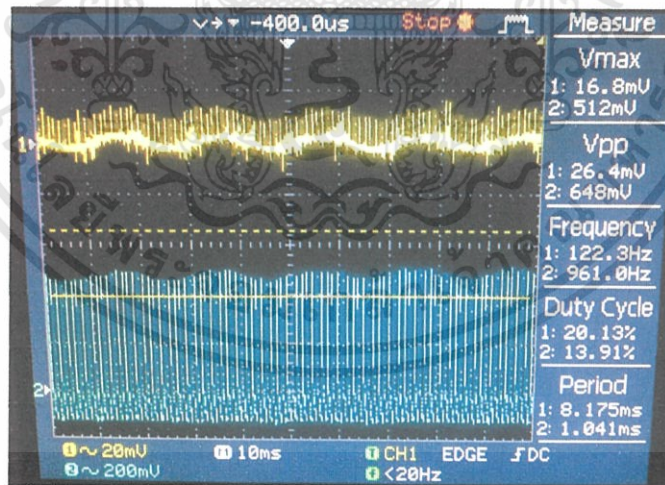 -400.0us Stop Measure
Vmax
1: 16.8mV
2: 512mV
Vpp
1: 26.4mV
2: 648mV
Frequency
1: 122.3Hz
2: 961.0Hz
Duty Cycle
1: 20.13%
2: 13.91%
Period
1: 8.175ms
2: 1.041ms
1
2
1 ~ 20mV 10ms CH1 EDGE DC
2 ~ 200mV <20Hz